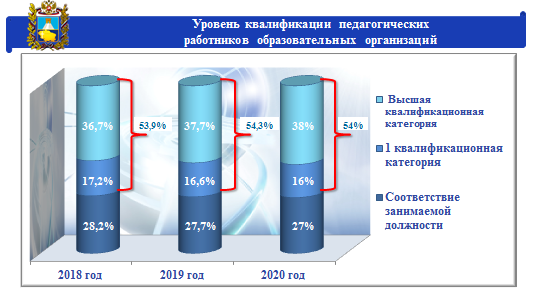 Уровень квалификации педагогических
работников образовательных организаций
36,7%
17,2%
28,2%
53,9%
37,7%
16,6%
27,7%
54,3%
38%
16%
27%
54%
2018 год
2019 год
2020 год
Высшая
квалификационная
категория
1 квалификационная
категория
Соответствие
занимаемой
должности